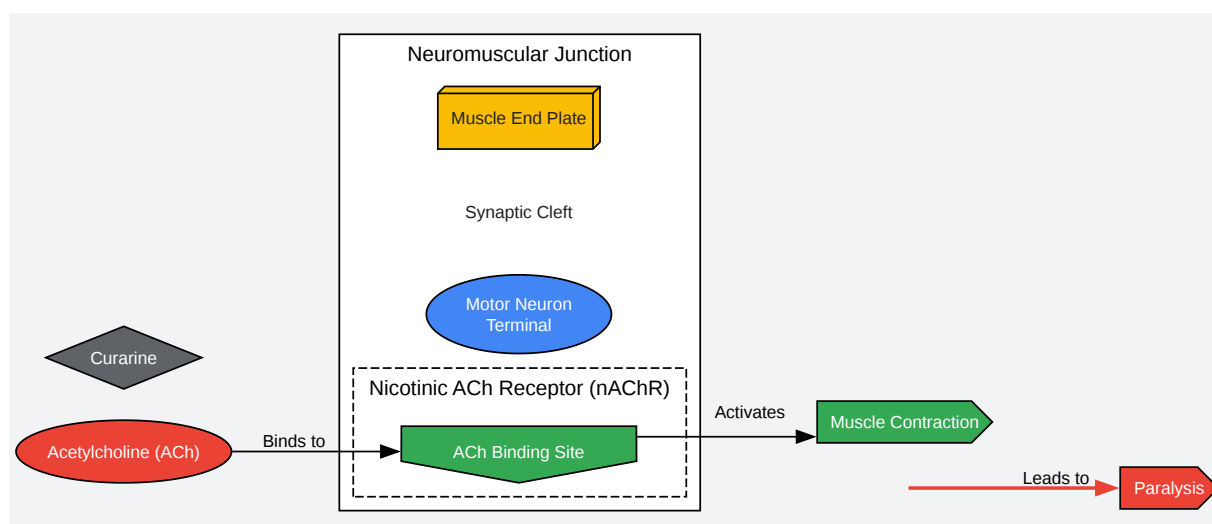 Neuromuscular Junction
Muscle End Plate
Synaptic Cleft
Motor Neuron
Terminal
Curarine
Nicotinic ACh Receptor (nAChR)
Acetylcholine (ACh)
Binds to
ACh Binding Site
Activates
Muscle Contraction
Leads to
Paralysis